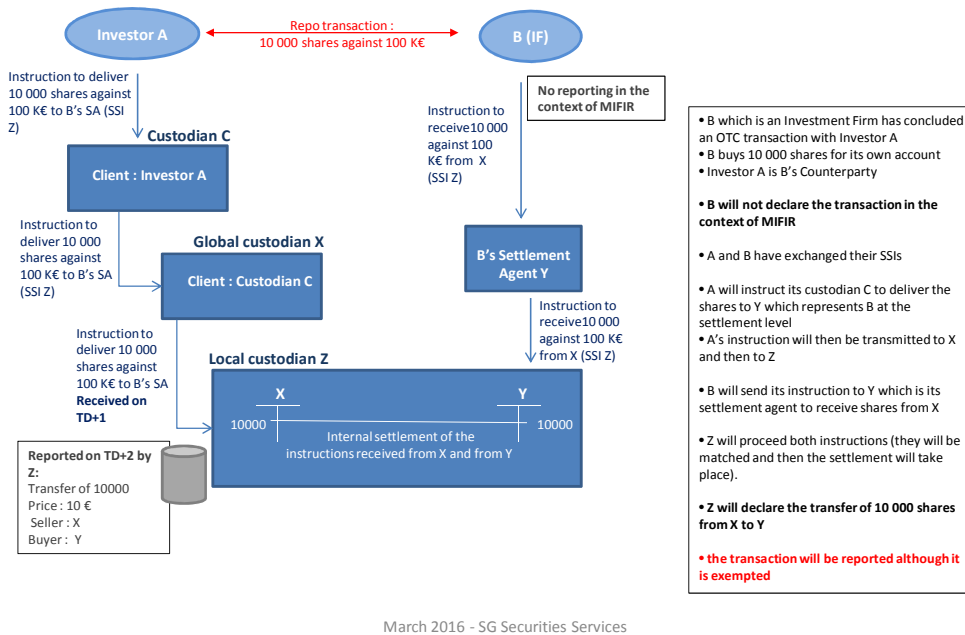 Investor A
Repo transaction :
10 000 shares against 100 K€
B (IF)
Instruction to deliver
10 000 shares against
100 K€ to B's SA (SSI
Z)
No reporting in the
context of MIFIR
Instruction to
receive10 000
against 100
K€ from X
(SSI Z)
Custodian C
Client : Investor A
Instruction to
deliver 10 000
shares against
100 K€ to B's SA
(SSI Z)
Global custodian X
Client : Custodian C
B's Settlement
Agent Y
Instruction to
deliver 10 000
shares against
100 K€ to B's SA
Received on
TD+1
Instruction to
receive10 000
against 100 K€
from X (SSI Z)
Local custodian Z
X
Y
10000
10000
Internal settlement of the
instructions received from X and from Y
Reported on TD+2 by
Z:
Transfer of 10000
Price : 10 €
Seller : X
Buyer : Y
• B which is an Investment Firm has concluded
an OTC transaction with Investor A
• B buys 10 000 shares for its own account
• Investor A is B's Counterparty
• B will not declare the transaction in the
context of MIFIR
• A and B have exchanged their SSIs
• A will instruct its custodian C to deliver the
shares to Y which represents B at the
settlement level
• A's instruction will then be transmitted to X
and then to Z
• B will send its instruction to Y which is its
settlement agent to receive shares from X
• Z will proceed both instructions (they will be
matched and then the settlement will take
place).
• Z will declare the transfer of 10 000 shares
from X to Y
• the transaction will be reported although it
is exempted
March 2016 - SG Securities Services